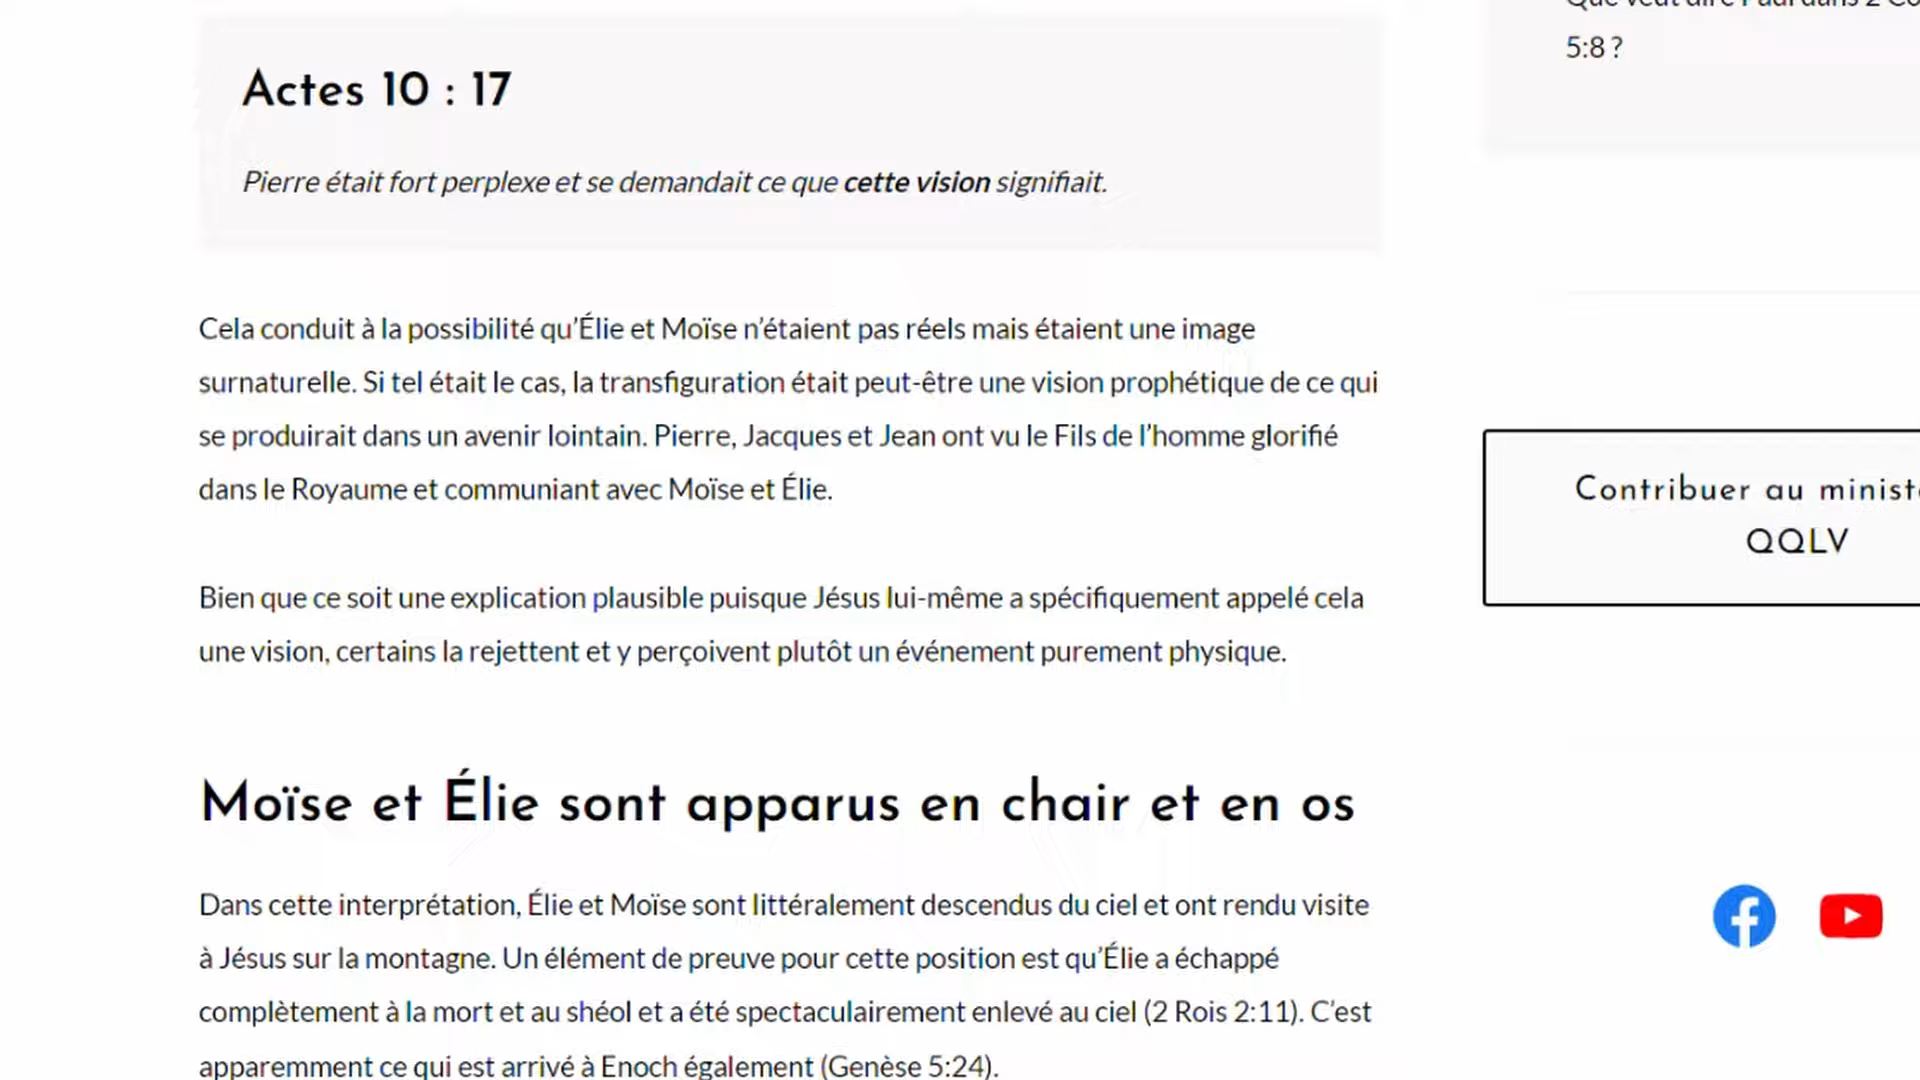 Actes 10 : 17
Pierre était fort perplexe et se demandait ce que cette vision signifiait.
Cela conduit à la possibilité qu’Élie et Moïse n’étaient pas réels mais étaient une image
surnaturelle. Si tel était le cas, la transfiguration était peut-être une vision prophétique de ce qui
se produirait dans un avenir lointain. Pierre, Jacques et Jean ont vu le Fils de l’homme glorifié
dans le Royaume et communiant avec Moïse et Élie.
Bien que ce soit une explication plausible puisque Jésus lui-même a spécifiquement appelé cela
une vision, certains la rejettent et y perçoivent plutôt un événement purement physique.
Moïse et Élie sont apparus en chair et en os
Dans cette interprétation, Élie et Moïse sont littéralement descendus du ciel et ont rendu visite
à Jésus sur la montagne. Un élément de preuve pour cette position est qu’Élie a échappé
complètement à la mort et au shéol et a été spectaculairement enlevé au ciel (2 Rois 2:11). C’est
apparemment ce qui est arrivé à Enoch également (Genèse 5:24).
Que veut dire Paul dans 2
5:8 ?
Contribuer au
QQLV